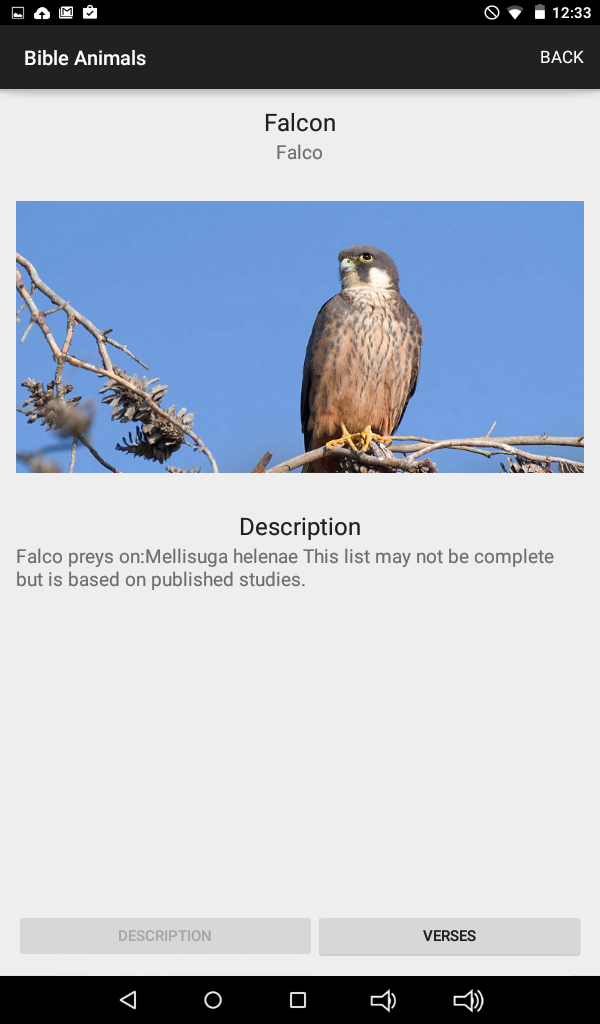 12:33
Bible Animals
BACK
Falcon
Falco
Description
Falco preys on:Mellisuga helenae This list may not be complete
but is based on published studies.
DESCRIPTION
VERSES